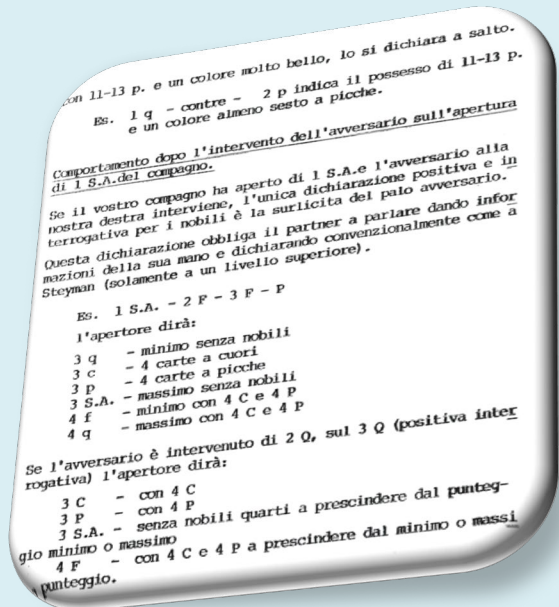 con 11-13 p. e un colore molto bello, lo si dichiara a salto.
Es. 1 q - contre - 2 p indica il possesso di 11-13 p.
e un colore almeno sesto a picche.
Comportamento dopo l'intervento dell'avversario sull'apertura
di 1 S.A.del compagno.
Se il vostro compagno ha aperto di 1 S.A.e l'avversario alla
nostra destra interviene, l'unica dichiarazione positiva e in
terrogativa per i nobili è la surlicita del palo avversario.
Questa dichiarazione obbliga il partner a parlare dando infor
mazioni della sua mano e dichiarando convenzionalmente come a
Steyman (solamente a un livello superiore).
Es. 1 S.A. - 2 F - 3 F - P
l'apertore dirà:
3 q - minimo senza nobili
3 c - 4 carte a cuori
3 p - 4 carte a picche
3 S.A. - massimo senza nobili
4 f - minimo con 4 C e 4 P
4 q - massimo con 4 C e 4 P
Se l'avversario è intervenuto di 2 Q, sul 3 Q (positiva inter
rogativa) l'apertore dirà:
3 C - con 4 C
3 P - con 4 P
3 S.A. - senza nobili quarti a prescindere dal punteg-
gio minimo o massimo
4 F - con 4 C e 4 P a prescindere dal minimo o massi
punteggio.